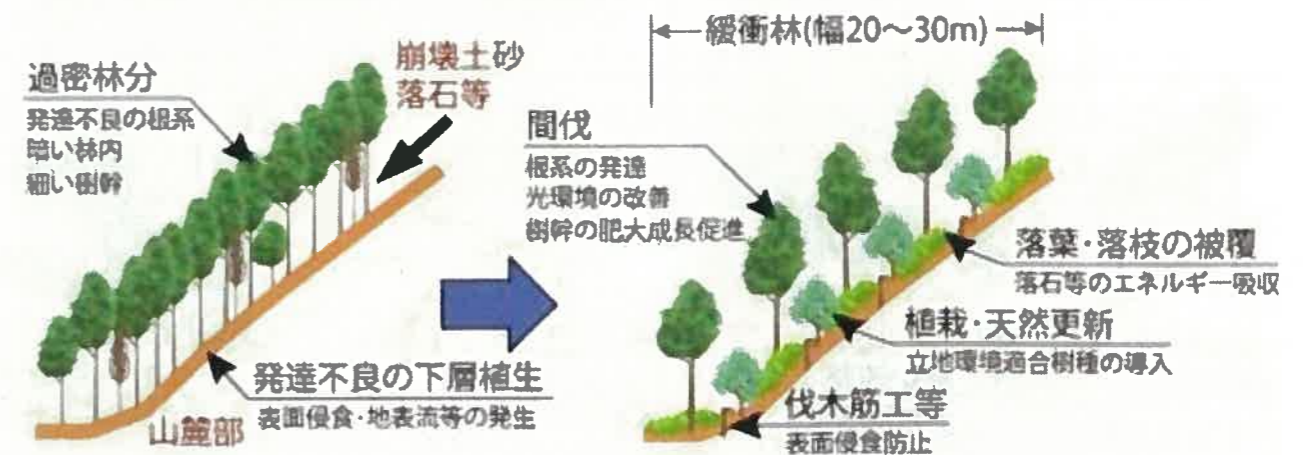 過密林分
発達不良の根系
暗い林内
細い樹幹
崩壊土砂
落石等
発達不良の下層植生
表面侵食・地表流等の発生
山麓部
緩衝林(幅20～30m)
間伐
根系の発達
光環境の改善
樹幹の肥大成長促進
落葉・落枝の被覆
落石等のエネルギー吸収
植栽・天然更新
立地環境適合樹種の導入
伐木筋工等
表面侵食防止